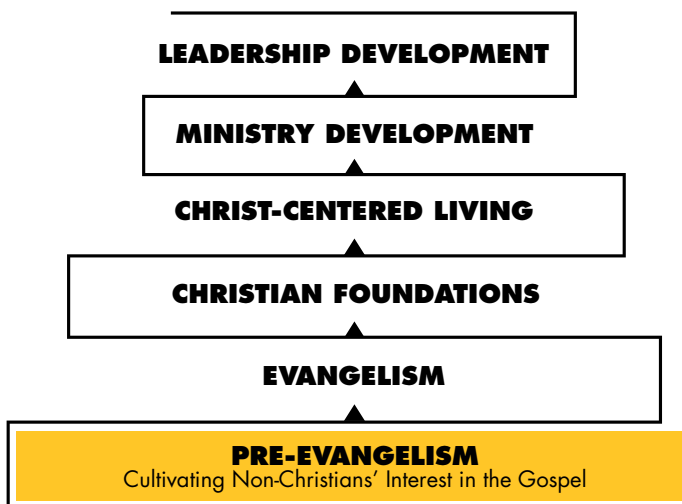 LEADERSHIP DEVELOPMENT
MINISTRY DEVELOPMENT
CHRIST-CENTERED LIVING
CHRISTIAN FOUNDATIONS
EVANGELISM
PRE-EVANGELISM
Cultivating Non-Christians' Interest in the Gospel